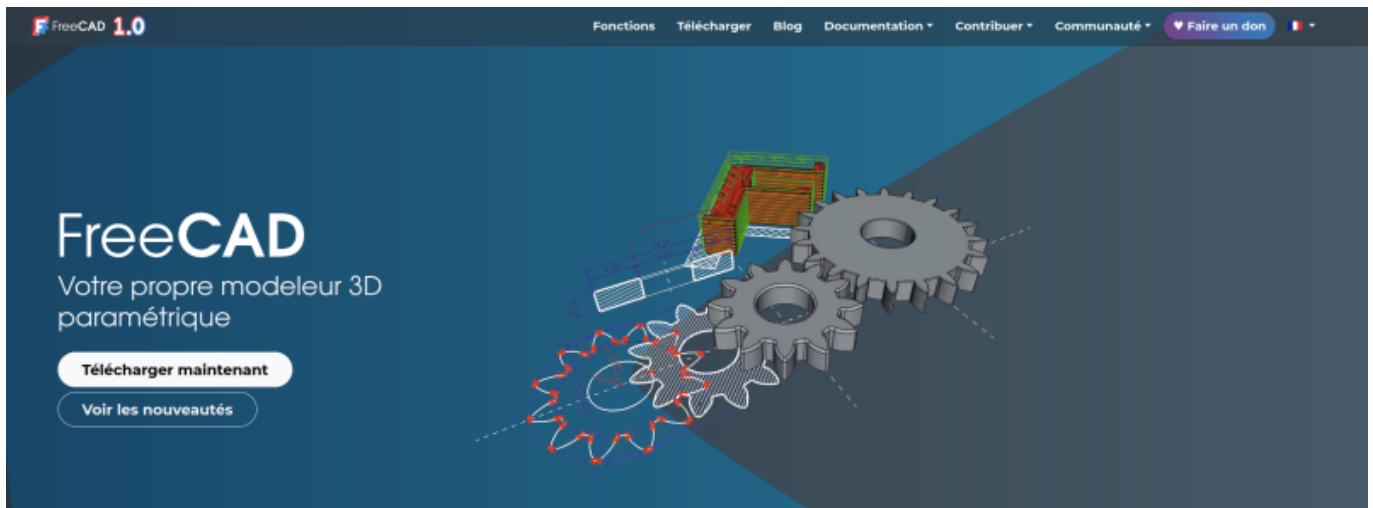 FreeCAD 1.0
Fonctions Télécharger Blog Documentation Contribuer Communauté ♥ Faire un don
FreeCAD
Votre propre modeleur 3D
paramétrique
Télécharger maintenant
Voir les nouveautés